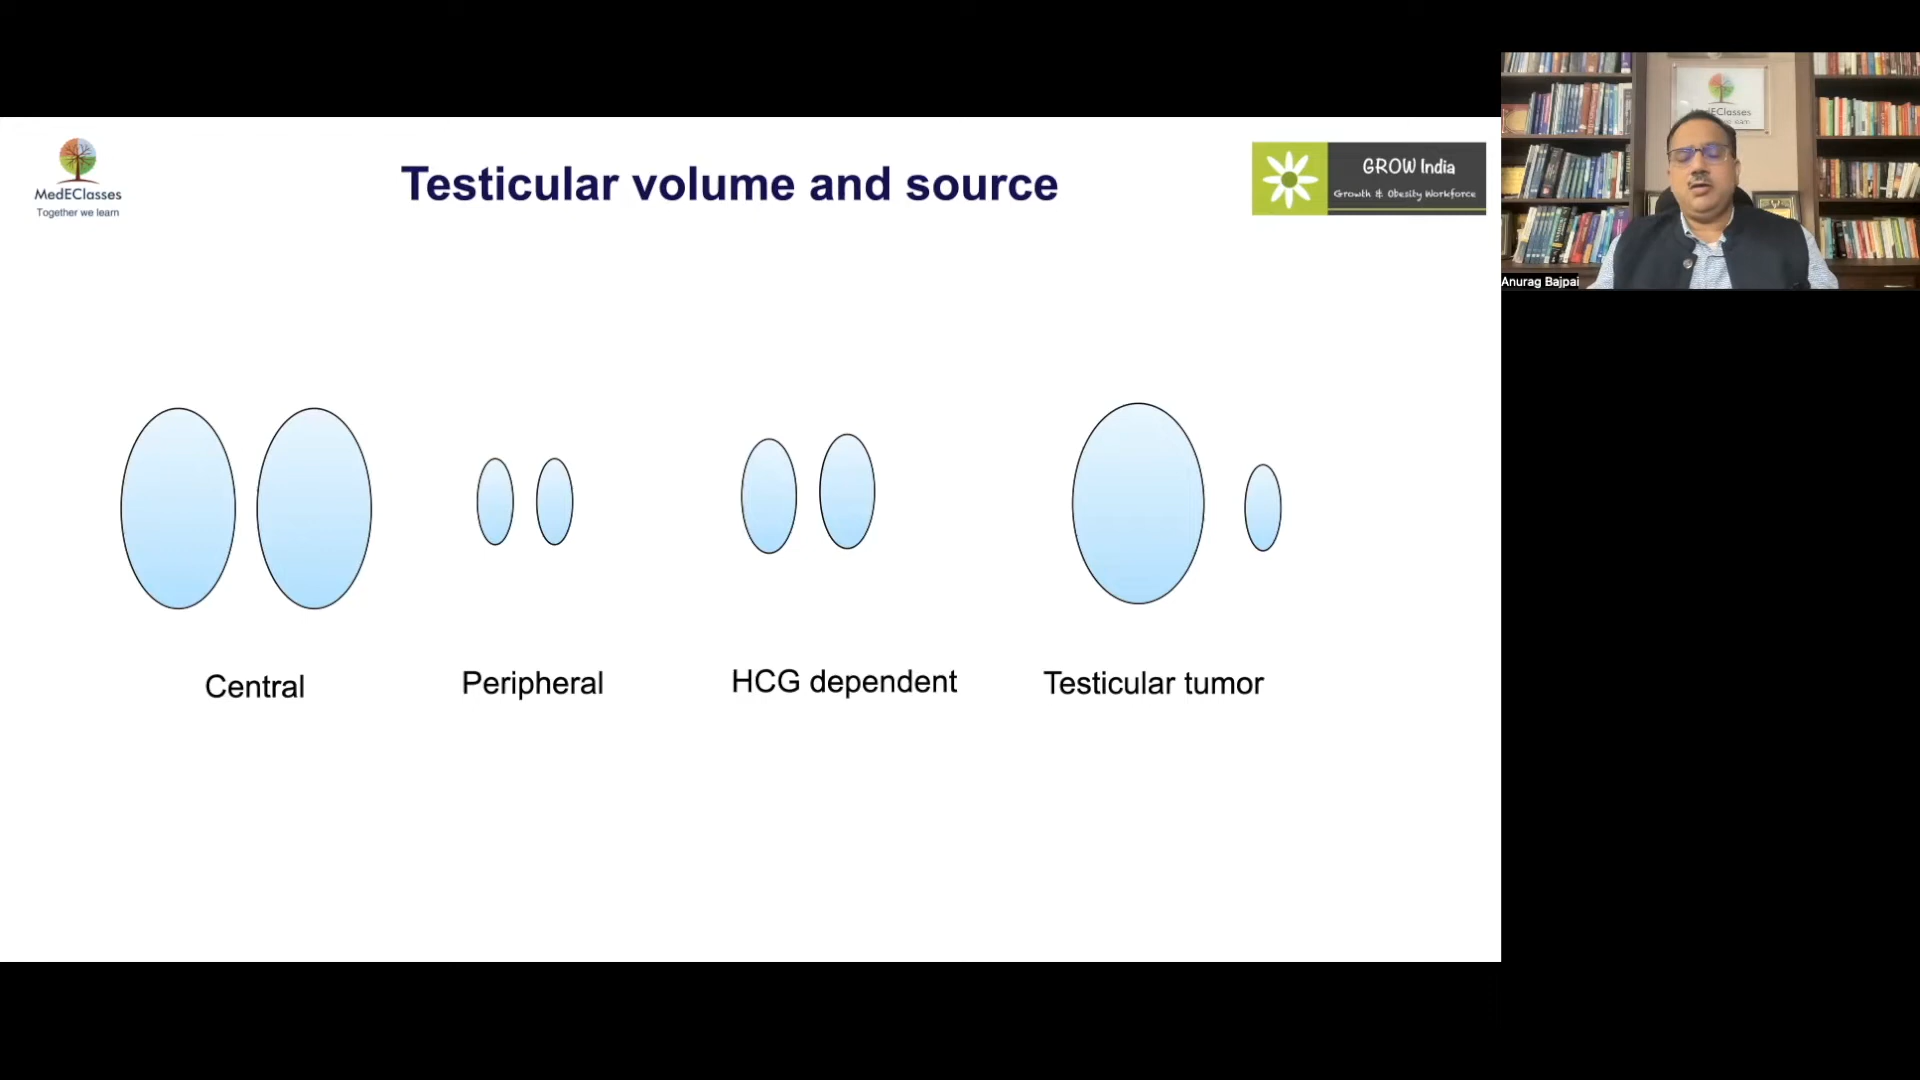 MedEClasses
Together we learn
Testicular volume and source
GROW India
Growth & Obesity Workforce
Central
Peripheral
HCG dependent
Testicular tumor
Anurag Bajpai